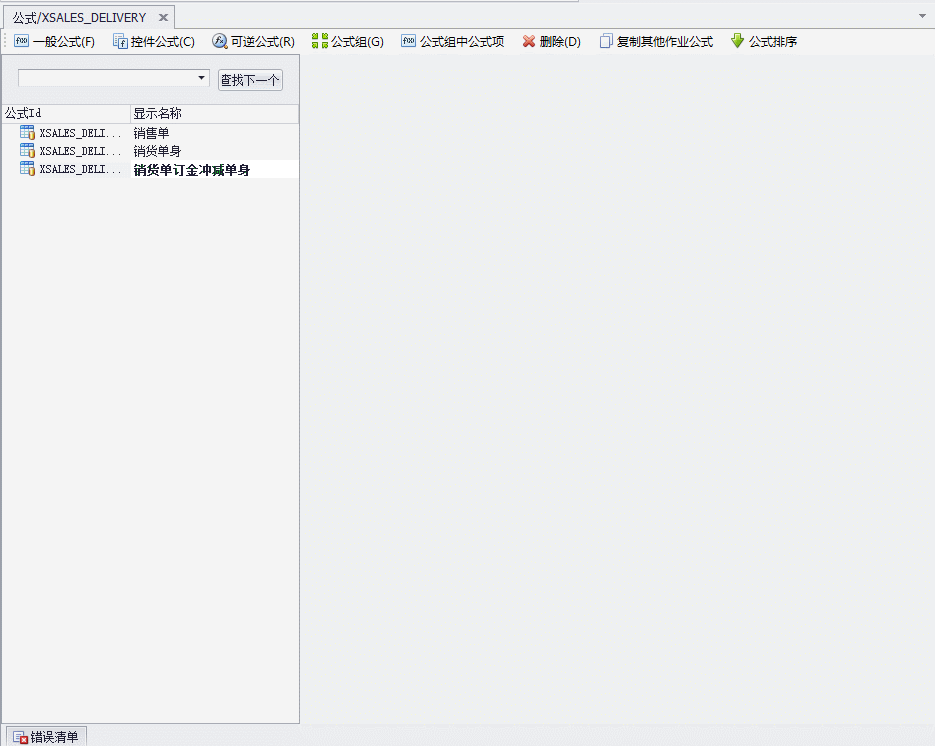 公式/XSALES_DELIVERY
一般公式(F) 控件公式(C) 可逆公式(R) 公式组(G) 公式组中公式项 删除(D) 复制其他作业公式 公式排序
查找下一个
公式Id 显示名称
XSALES_DELI... 销售单
XSALES_DELI... 销货单身
XSALES_DELI... 销货单订金冲减单身
错误清单